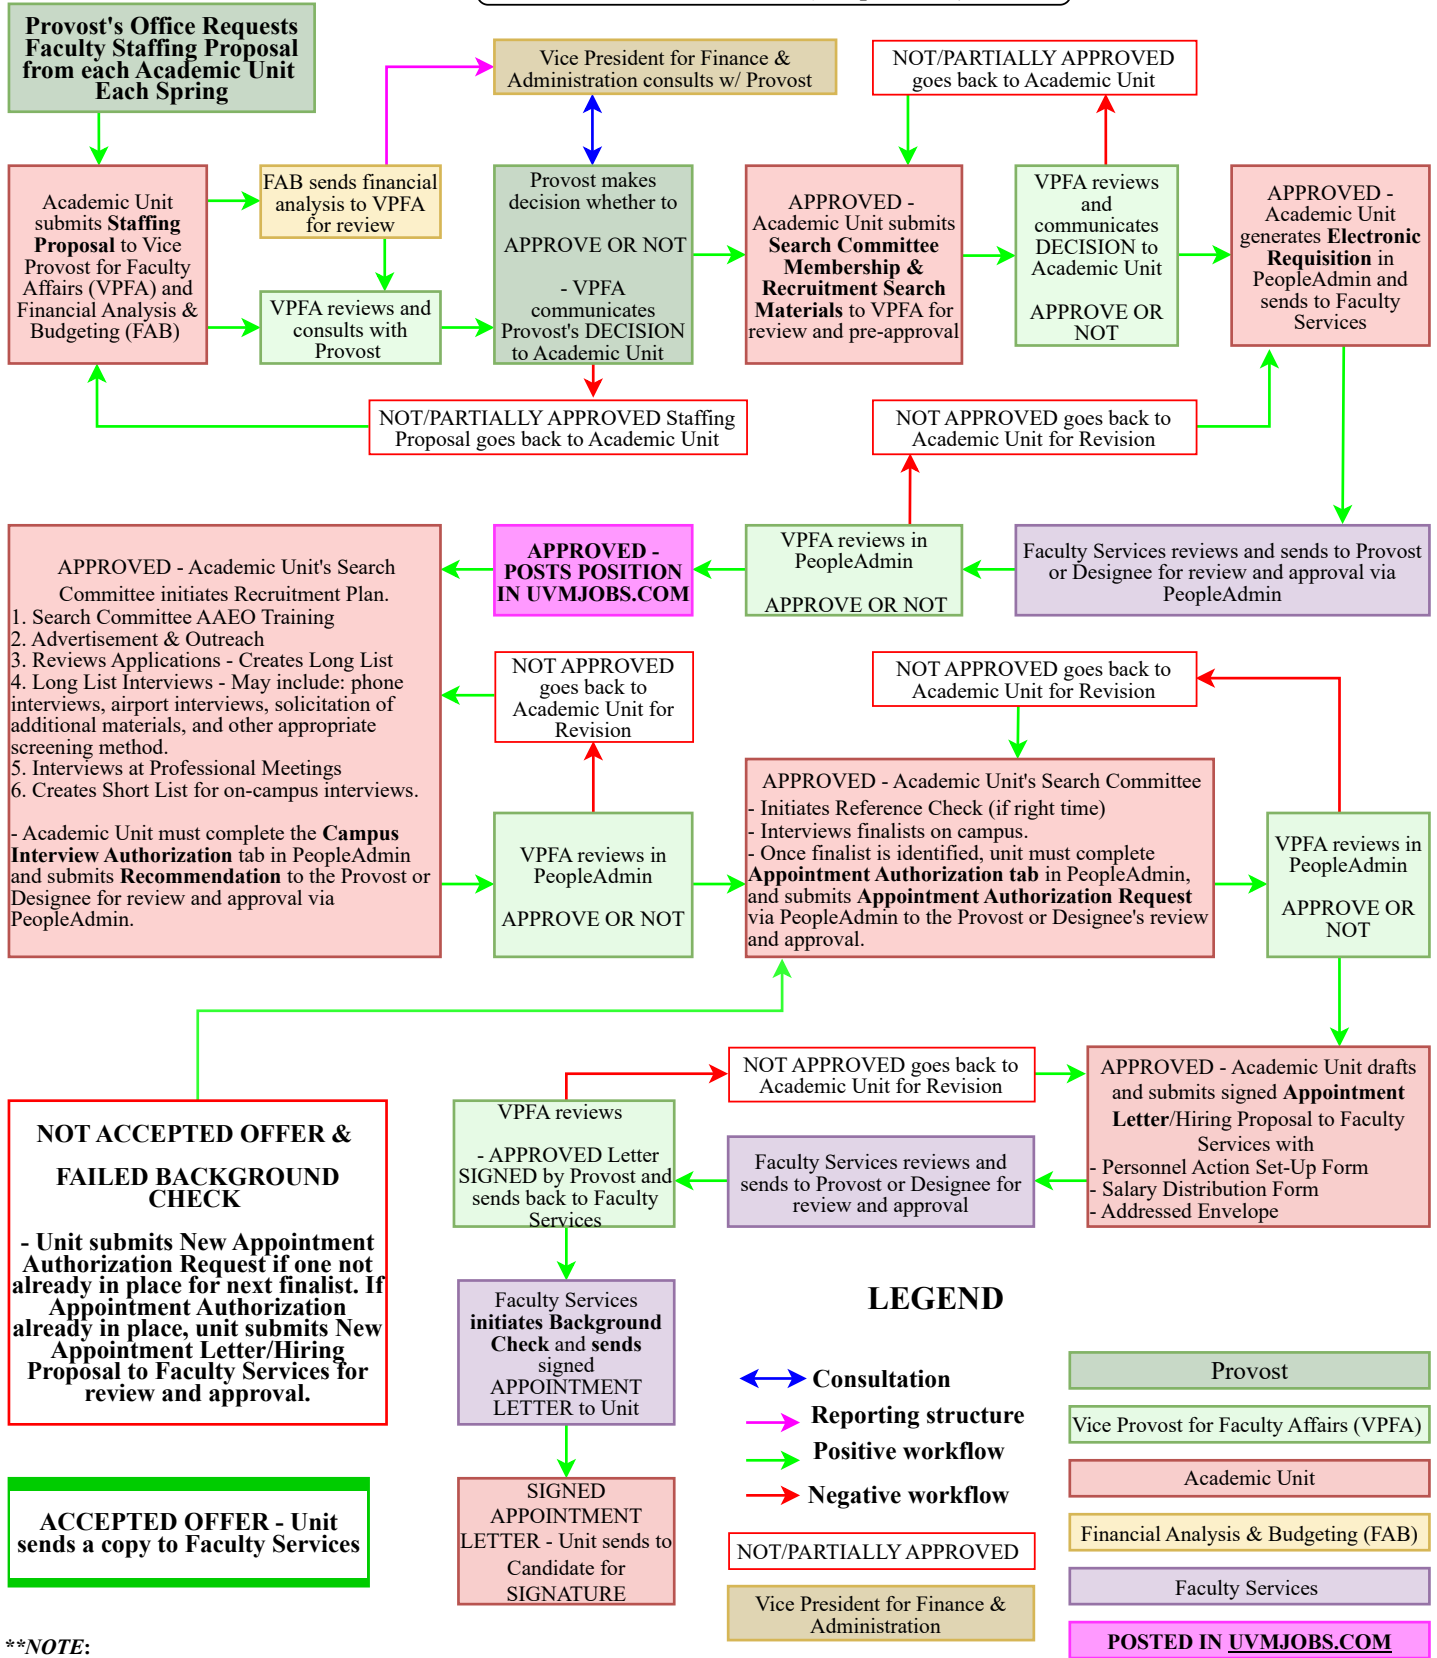 Provost's Office Requests
Faculty Staffing Proposal
from each Academic Unit
Each Spring
Vice President for Finance &
Administration consults w/ Provost
NOT/PARTIALLY APPROVED
goes back to Academic Unit
Academic Unit
submits Staffing
Proposal to Vice
Provost for Faculty
Affairs (VPFA) and
Financial Analysis &
Budgeting (FAB)
FAB sends financial
analysis to VPFA
for review
VPFA reviews and
consults with
Provost
Provost makes
decision whether to
APPROVE OR NOT
- VPFA
communicates
Provost's DECISION
to Academic Unit
APPROVED -
Academic Unit submits
Search Committee
Membership &
Recruitment Search
Materials to VPFA for
review and pre-approval
VPFA reviews
and
communicates
DECISION to
Academic Unit
APPROVE OR
NOT
APPROVED -
Academic Unit
generates Electronic
Requisition in
PeopleAdmin and
sends to Faculty
Services
NOT/PARTIALLY APPROVED Staffing
Proposal goes back to Academic Unit
NOT APPROVED goes back to
Academic Unit for Revision
APPROVED - Academic Unit's Search
Committee initiates Recruitment Plan.
1. Search Committee AAEO Training
2. Advertisement & Outreach
3. Reviews Applications - Creates Long List
4. Long List Interviews - May include: phone
interviews, airport interviews, solicitation of
additional materials, and other appropriate
screening method.
5. Interviews at Professional Meetings
6. Creates Short List for on-campus interviews.
- Academic Unit must complete the Campus
Interview Authorization tab in PeopleAdmin
and submits Recommendation to the Provost or
Designee for review and approval via
PeopleAdmin.
APPROVED -
POSTS POSITION
IN UVMJOBS.COM
VPFA reviews in
PeopleAdmin
APPROVE OR NOT
Faculty Services reviews and sends to Provost
or Designee for review and approval via
PeopleAdmin
NOT APPROVED
goes back to
Academic Unit for
Revision
NOT APPROVED goes back to
Academic Unit for Revision
VPFA reviews in
PeopleAdmin
APPROVE OR NOT
APPROVED - Academic Unit's Search Committee
- Initiates Reference Check (if right time)
- Interviews finalists on campus.
- Once finalist is identified, unit must complete
Appointment Authorization tab in PeopleAdmin,
and submits Appointment Authorization Request
via PeopleAdmin to the Provost or Designee's review
and approval.
VPFA reviews in
PeopleAdmin
APPROVE OR
NOT
NOT ACCEPTED OFFER &
FAILED BACKGROUND
CHECK
- Unit submits New Appointment
Authorization Request if one not
already in place for next finalist. If
Appointment Authorization
already in place, unit submits New
Appointment Letter/Hiring
Proposal to Faculty Services for
review and approval.
VPFA reviews
- APPROVED Letter
SIGNED by Provost and
sends back to Faculty
Services
NOT APPROVED goes back to
Academic Unit for Revision
Faculty Services reviews and
sends to Provost or Designee for
review and approval
APPROVED - Academic Unit drafts
and submits signed Appointment
Letter/Hiring Proposal to Faculty
Services with
- Personnel Action Set-Up Form
- Salary Distribution Form
- Addressed Envelope
Faculty Services
initiates Background
Check and sends
signed
APPOINTMENT
LETTER to Unit
SIGNED
APPOINTMENT
LETTER - Unit sends to
Candidate for
SIGNATURE
ACCEPTED OFFER - Unit
sends a copy to Faculty Services
LEGEND
Consultation
Reporting structure
Positive workflow
Negative workflow
NOT/PARTIALLY APPROVED
Vice President for Finance &
Administration
Provost
Vice Provost for Faculty Affairs (VPFA)
Academic Unit
Financial Analysis & Budgeting (FAB)
Faculty Services
POSTED IN UVMJOBS.COM
**NOTE: